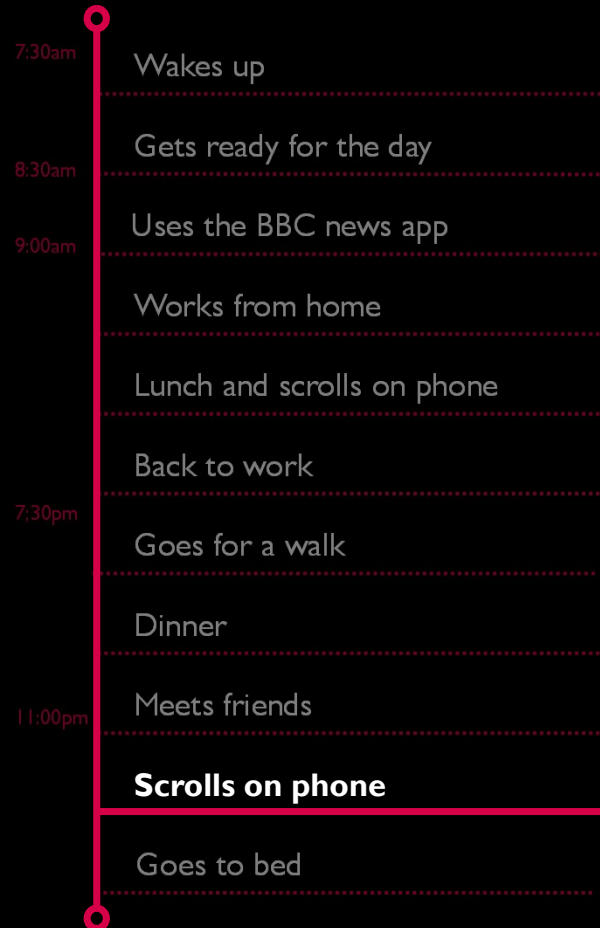 7:30am
Wakes up
Gets ready for the day
8:30am
Uses the BBC news app
9:00am
Works from home
Lunch and scrolls on phone
Back to work
7:30pm
Goes for a walk
Dinner
Meets friends
11:00pm
Scrolls on phone
Goes to bed